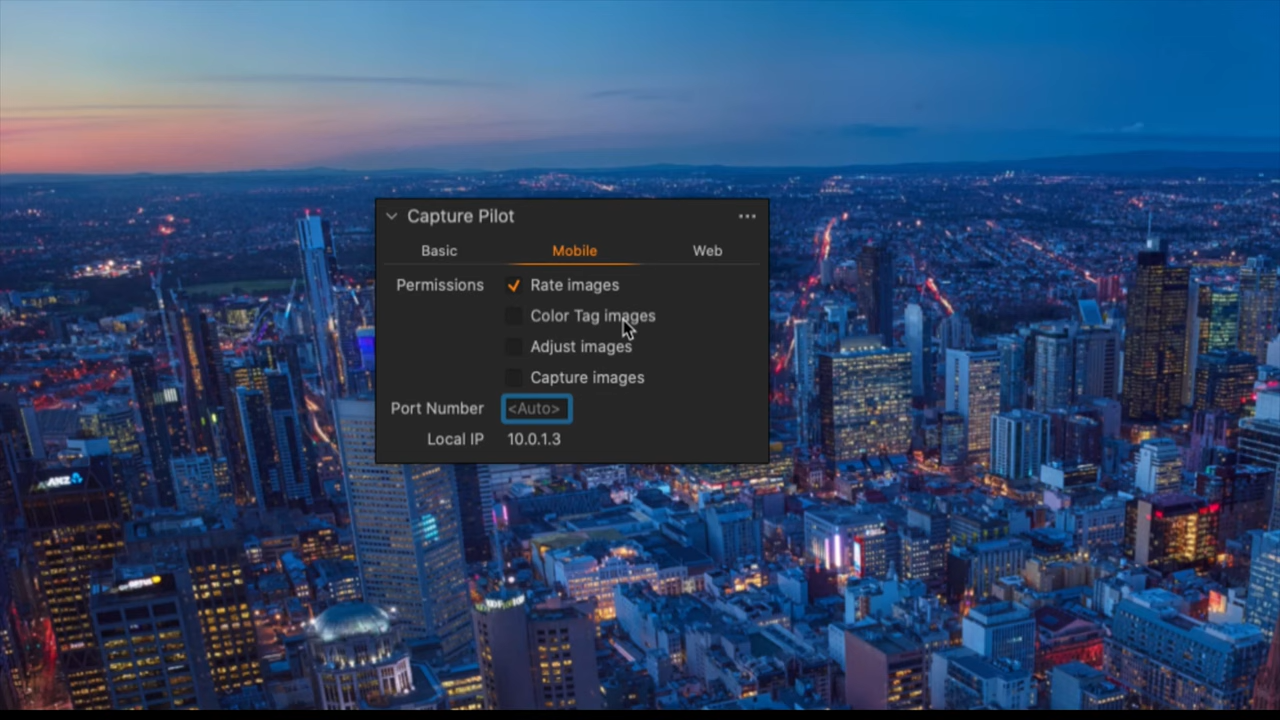 Capture Pilot
Basic Mobile Web
Permissions Rate images
Color Tag images
Adjust images
Capture images
Port Number <Auto>
Local IP 10.0.1.3
ANZ